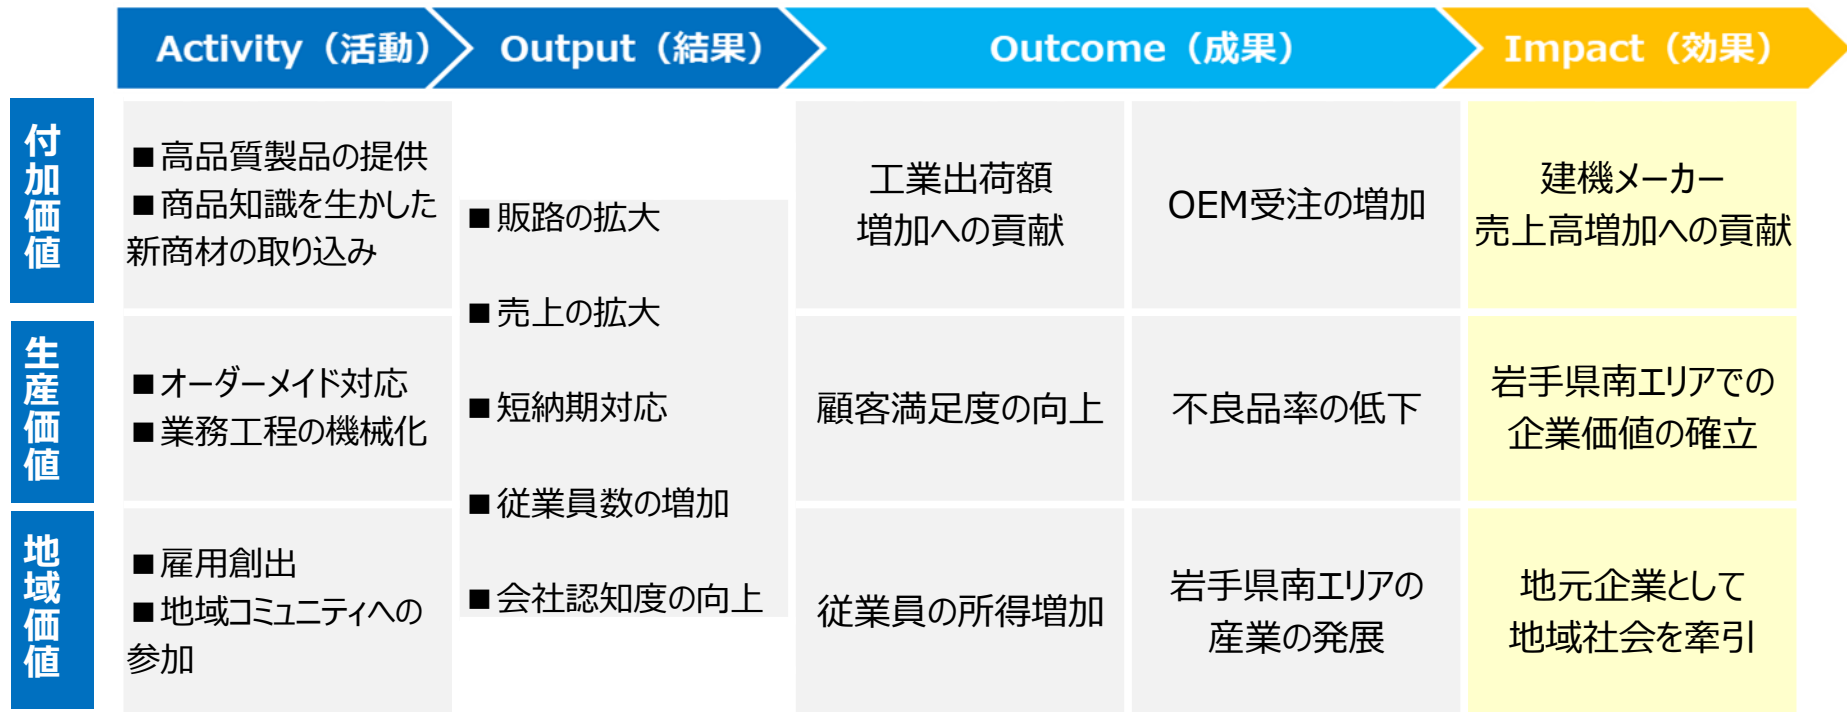 Activity（活動）
Output（結果）
Outcome（成果）
Impact（効果）
付加価値
■高品質製品の提供
■商品知識を生かした
新商材の取り込み
工業出荷額
増加への貢献
OEM受注の増加
建機メーカー
売上高増加への貢献
■販路の拡大
■売上の拡大
■短納期対応
■従業員数の増加
■会社認知度の向上
生産価値
■オーダーメイド対応
■業務工程の機械化
顧客満足度の向上
不良品率の低下
岩手県南エリアでの
企業価値の確立
地域価値
■雇用創出
■地域コミュニティへの
参加
従業員の所得増加
岩手県南エリアの
産業の発展
地元企業として
地域社会を牽引